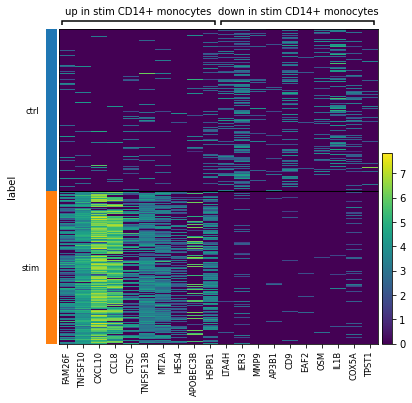 up in stim CD14+ monocytes down in stim CD14+ monocytes
ctrl
label
stim
7
6
5
4
3
2
1
0
FAM26F
TNFSF10
CXCL10
CCL8
CTSC
TNFSF13B
MT2A
HES4
APOBEC3B
HSPB1
LTA4H
IER3
MMP9
AP3B1
CD9
EAF2
OSM
IL1B
COX5A
TPST1